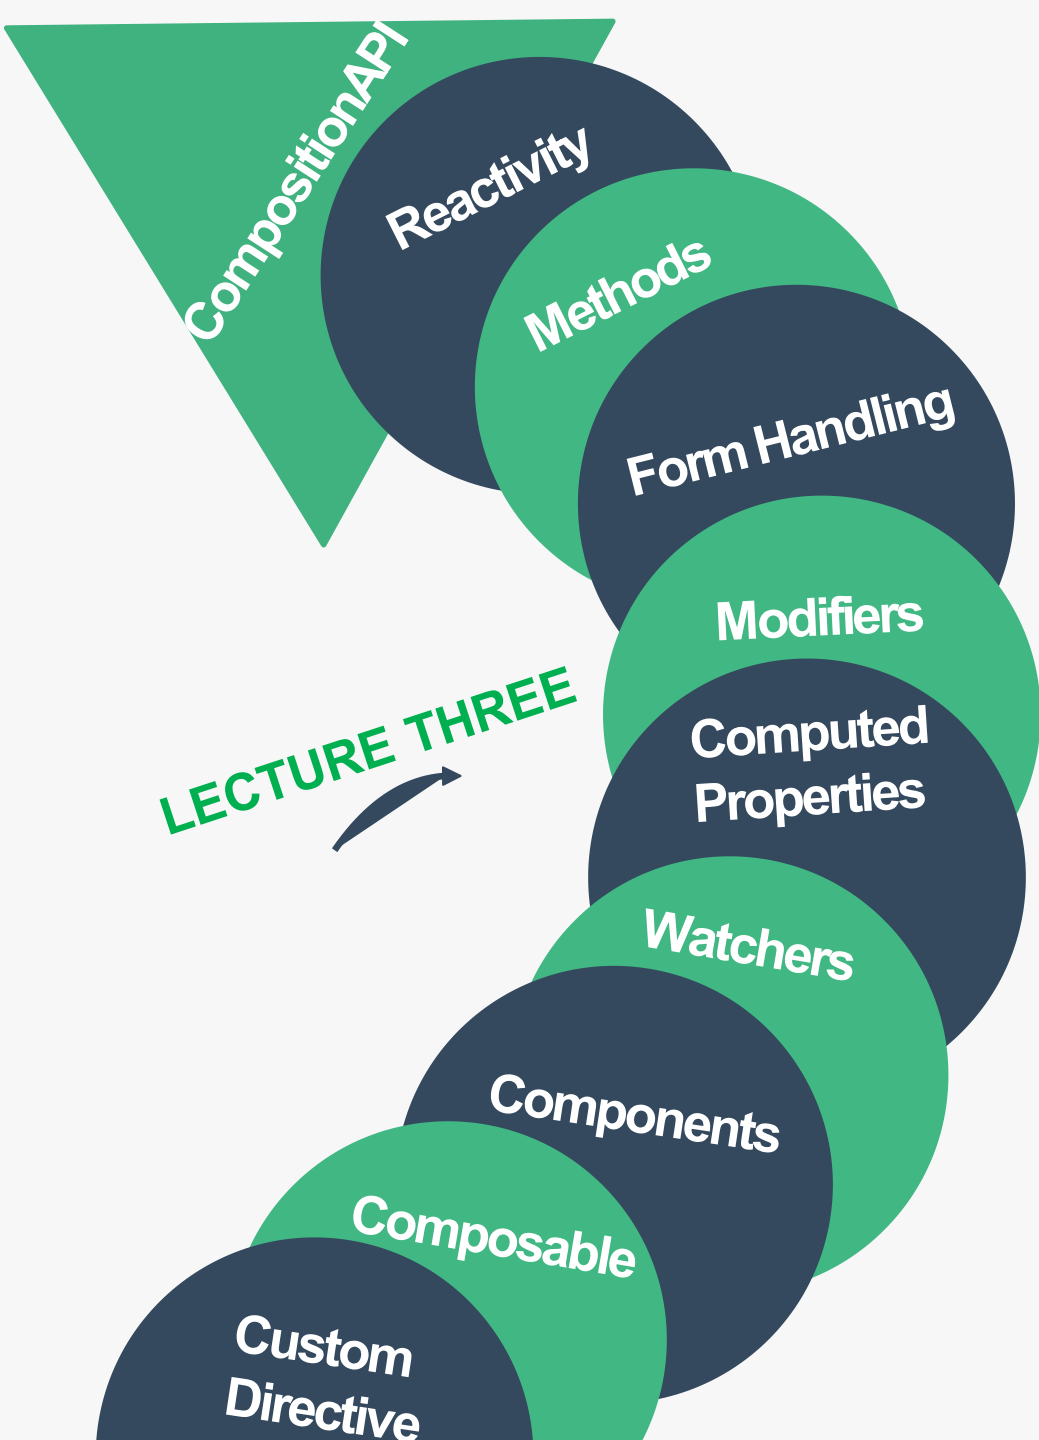 CompositionAPI
Reactivity
Methods
Form Handling
Modifiers
LECTURE THREE
Computed
Properties
Watchers
Components
Composable
Custom
Directive